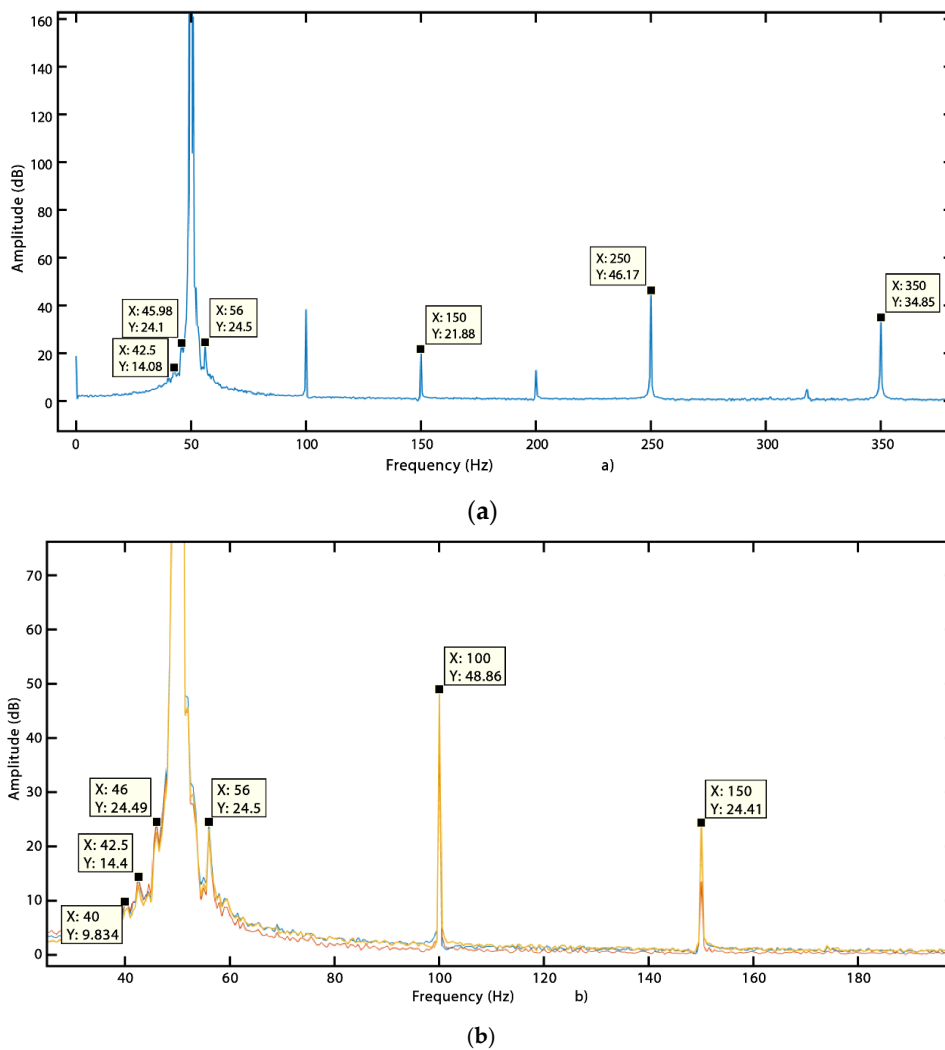 160
140
120
100
80
60
40
20
0
Amplitude (dB)
X: 45.98
Y: 24.1
X: 56
Y: 24.5
X: 42.5
Y: 14.08
X: 150
Y: 21.88
X: 250
Y: 46.17
X: 350
Y: 34.85
0 50 100 150 200 250 300 350
Frequency (Hz) a)
(a)
70
60
50
40
30
20
10
0
Amplitude (dB)
X: 46
Y: 24.49
X: 56
Y: 24.5
X: 42.5
Y: 14.4
X: 40
Y: 9.834
X: 100
Y: 48.86
X: 150
Y: 24.41
40 60 80 100 120 140 160 180
Frequency (Hz) b)
(b)